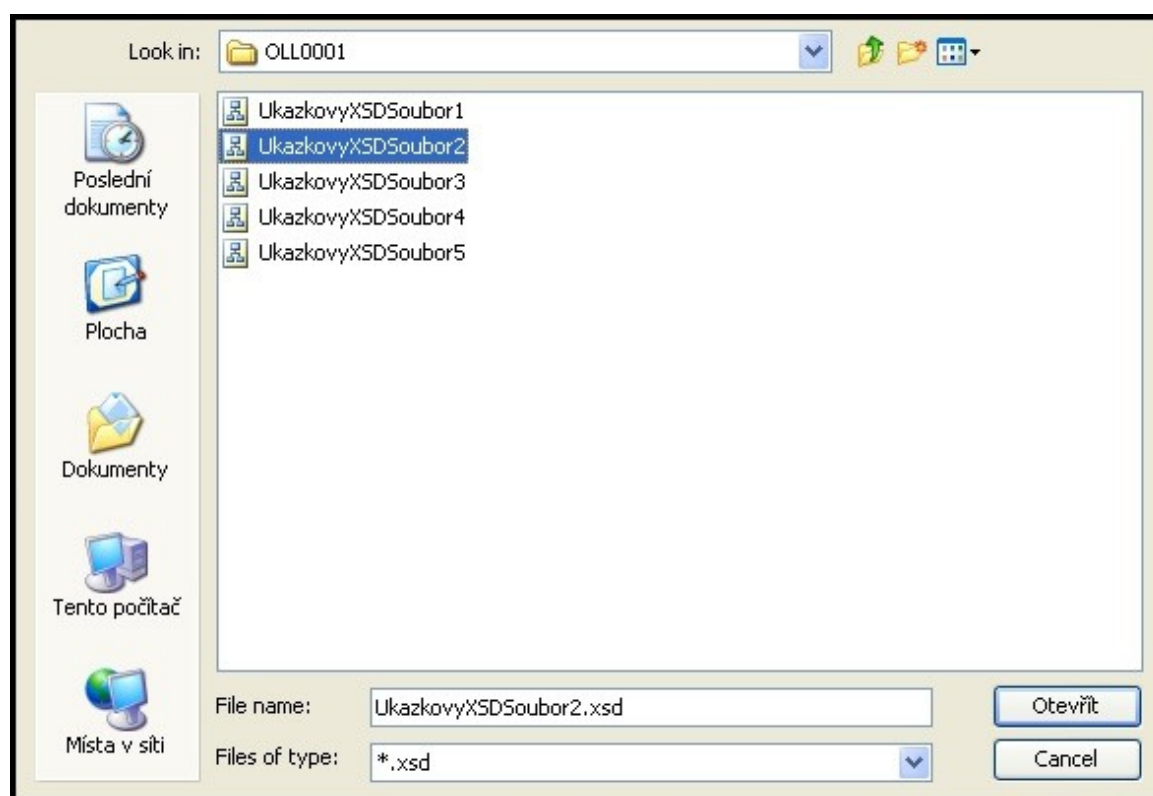 Look in: OLL0001
UkazkovyXSDSoubor1
UkazkovyXSDSoubor2
UkazkovyXSDSoubor3
UkazkovyXSDSoubor4
UkazkovyXSDSoubor5
Poslední
dokumenty
Plocha
Dokumenty
Tento počítač
Místa v síti
File name: UkazkovyXSDSoubor2.xsd Otevřít
Files of type: *.xsd Cancel